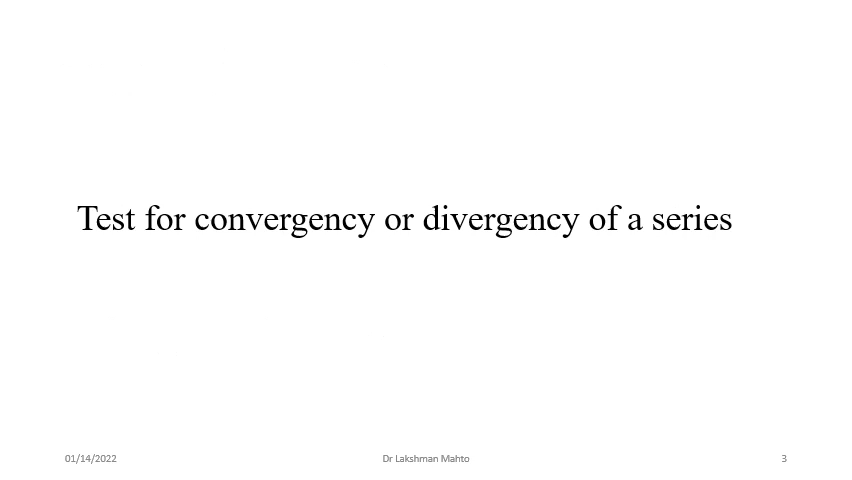 Test for convergency or divergency of a series
01/14/2022
Dr Lakshman Mahto
3